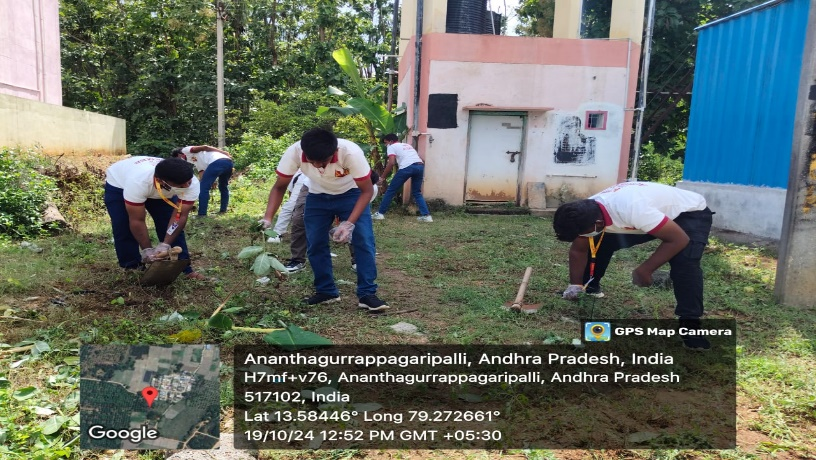 GPS Map Camera
Ananthagurrappagaripalli, Andhra Pradesh, India
H7mf+v76, Ananthagurrappagaripalli, Andhra Pradesh
517102, India
Lat 13.58446° Long 79.272661°
19/10/24 12:52 PM GMT +05:30
Google